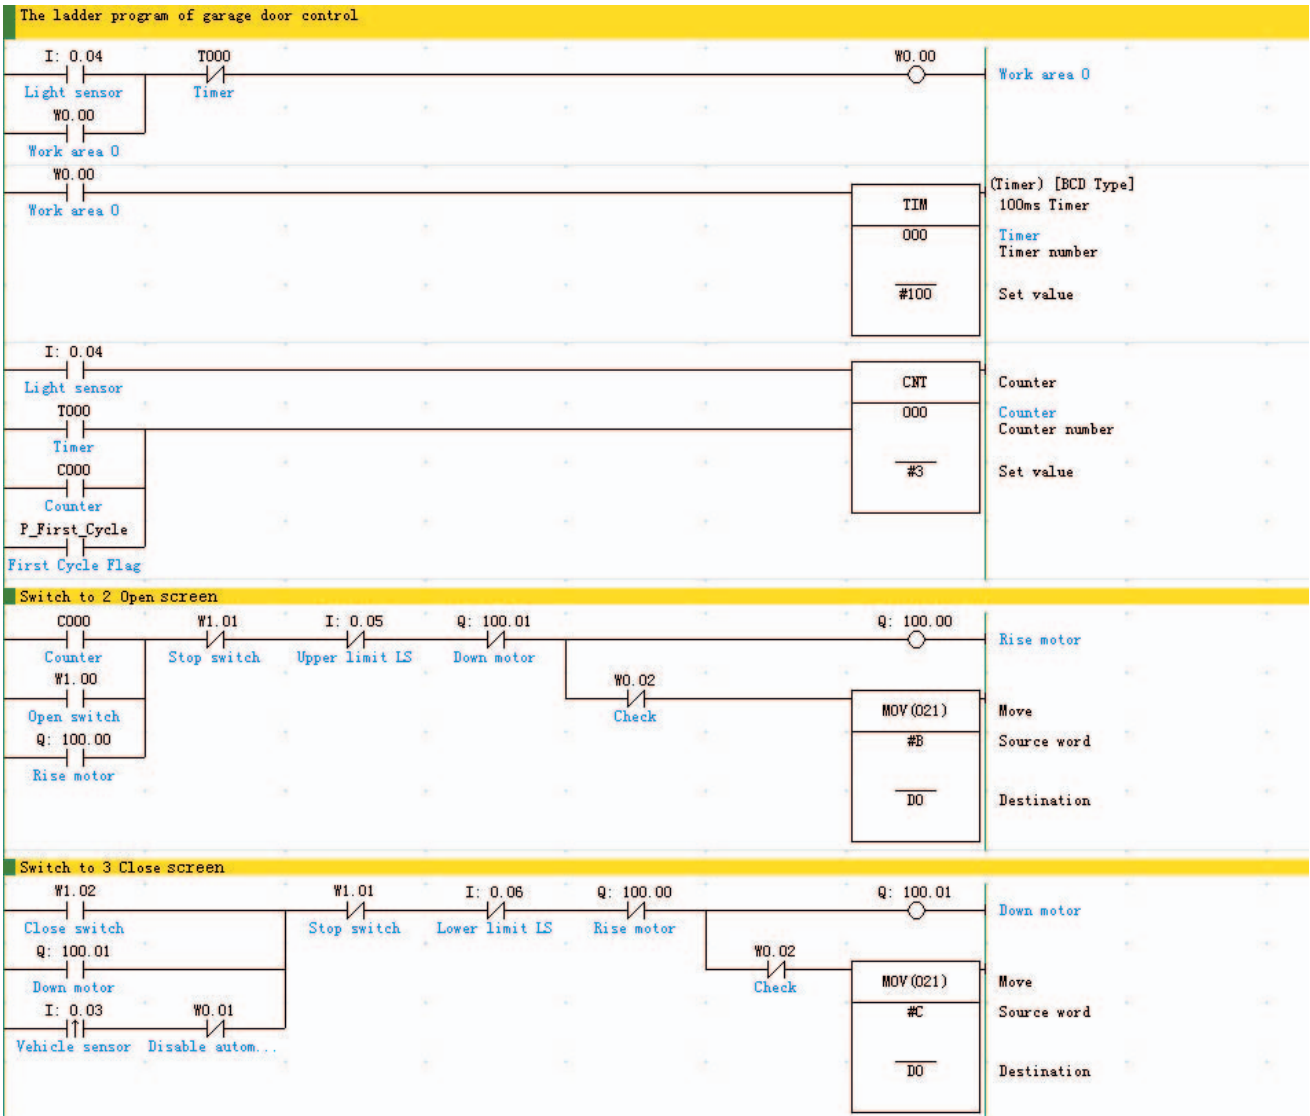 The ladder program of garage door control
I: 0.04 T000 W0.00
Light sensor Timer Work area 0
W0.00
Work area 0
W0.00
Work area 0
(Timer) [BCD Type]
TIM 100ms Timer
000 Timer
Timer number
#100 Set value
I: 0.04
Light sensor
CNT Counter
T000 000 Counter
Counter number
Timer
C000 #3 Set value
Counter
P_First_Cycle
First Cycle Flag
Switch to 2 Open screen
C000 W1.01 I: 0.05 Q: 100.01 Q: 100.00
Counter Stop switch Upper limit LS Down motor Rise motor
W1.00 W0.02
Open switch Check MOV(021) Move
Q: 100.00 #B Source word
Rise motor
D0 Destination
Switch to 3 Close screen
W1.02 W1.01 I: 0.06 Q: 100.00 Q: 100.01
Close switch Stop switch Lower limit LS Rise motor Down motor
Q: 100.01 W0.02
Down motor Check MOV(021) Move
I: 0.03 W0.01 #C Source word
Vehicle sensor Disable autom...
D0 Destination